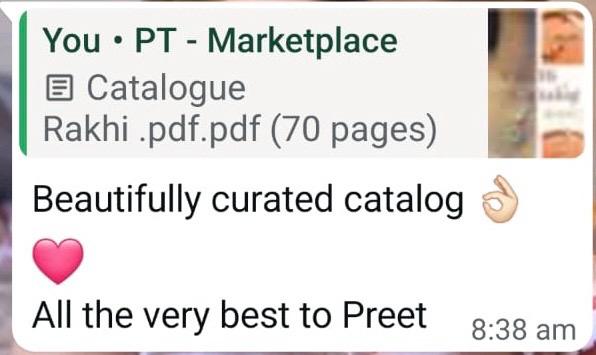 You • PT - Marketplace
Catalogue
Rakhi .pdf.pdf (70 pages)
Beautifully curated catalog 👌🏻
💗
All the very best to Preet
8:38 am